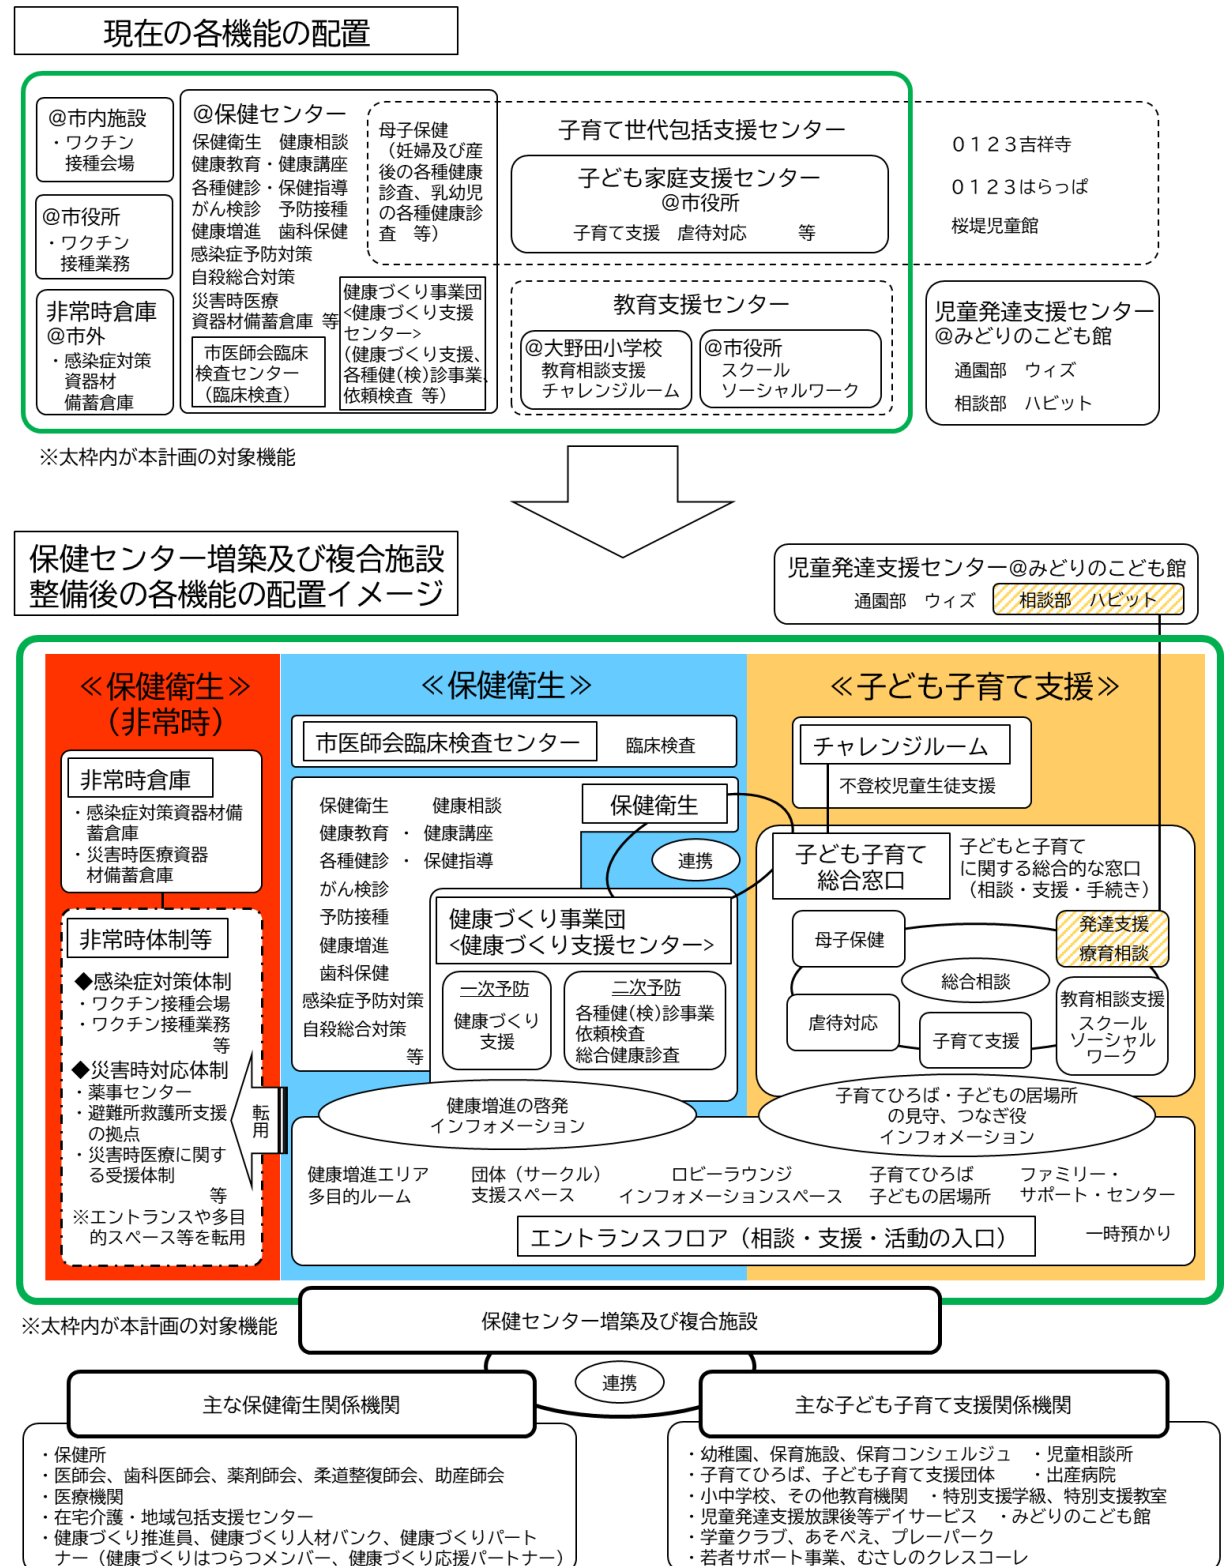 現在の各機能の配置
@市内施設
・ワクチン
接種会場
@市役所
・ワクチン
接種業務
非常時倉庫
@市外
・感染症対策
資器材
備蓄倉庫
@保健センター
保健衛生　健康相談
健康教育・健康講座
各種健診・保健指導
がん検診　予防接種
健康増進　歯科保健
感染症予防対策
自殺総合対策
災害時医療
資器材備蓄倉庫 等
市医師会臨床
検査センター
（臨床検査）
母子保健
（妊婦及び産
後の各種健康
診査、乳幼児
の各種健康診
査　等）
健康づくり事業団
<健康づくり支援
センター>
（健康づくり支援、
各種健(検)診事業、
依頼検査 等）
子育て世代包括支援センター
子ども家庭支援センター
@市役所
子育て支援　虐待対応　　　等
教育支援センター
@大野田小学校
教育相談支援
チャレンジルーム
@市役所
スクール
ソーシャルワーク
０１２３吉祥寺
０１２３はらっぱ
桜堤児童館
児童発達支援センター
@みどりのこども館
通園部　ウィズ
相談部　ハビット
※太枠内が本計画の対象機能
保健センター増築及び複合施設
整備後の各機能の配置イメージ
児童発達支援センター@みどりのこども館
通園部　ウィズ
相談部　ハビット
≪保健衛生≫
（非常時）
非常時倉庫
・感染症対策資器材備
蓄倉庫
・災害時医療資器
材備蓄倉庫
非常時体制等
◆感染症対策体制
・ワクチン接種会場
・ワクチン接種業務
等
◆災害時対応体制
・薬事センター
・避難所救護所支援
の拠点
・災害時医療に関す
る受援体制
等
※エントランスや多目
的スペース等を転用
転用
≪保健衛生≫
市医師会臨床検査センター
臨床検査
保健衛生
保健衛生　　健康相談
健康教育 ・ 健康講座
各種健診 ・ 保健指導
がん検診
予防接種
健康増進
歯科保健
感染症予防対策
自殺総合対策
等
連携
健康づくり事業団
<健康づくり支援センター>
一次予防
健康づくり
支援
二次予防
各種健(検)診事業
依頼検査
総合健康診査
健康増進の啓発
インフォメーション
≪子ども子育て支援≫
チャレンジルーム
不登校児童生徒支援
子ども子育て
総合窓口
子どもと子育て
に関する総合的な窓口
（相談・支援・手続き）
母子保健
発達支援
療育相談
総合相談
虐待対応
子育て支援
教育相談支援
スクール
ソーシャル
ワーク
子育てひろば・子どもの居場所
の見守、つなぎ役
インフォメーション
健康増進エリア
多目的ルーム
団体（サークル）
支援スペース
ロビーラウンジ
インフォメーションスペース
子育てひろば
子どもの居場所
ファミリー・
サポート・センター
一時預かり
エントランスフロア（相談・支援・活動の入口）
※太枠内が本計画の対象機能
保健センター増築及び複合施設
連携
主な保健衛生関係機関
・保健所
・医師会、歯科医師会、薬剤師会、柔道整復師会、助産師会
・医療機関
・在宅介護・地域包括支援センター
・健康づくり推進員、健康づくり人材バンク、健康づくりパート
ナー（健康づくりはつらつメンバー、健康づくり応援パートナー）
主な子ども子育て支援関係機関
・幼稚園、保育施設、保育コンシェルジュ　・児童相談所
・子育てひろば、子ども子育て支援団体　　・出産病院
・小中学校、その他教育機関　・特別支援学級、特別支援教室
・児童発達支援放課後等デイサービス　・みどりのこども館
・学童クラブ、あそべえ、プレーパーク
・若者サポート事業、むさしのクレスコーレ